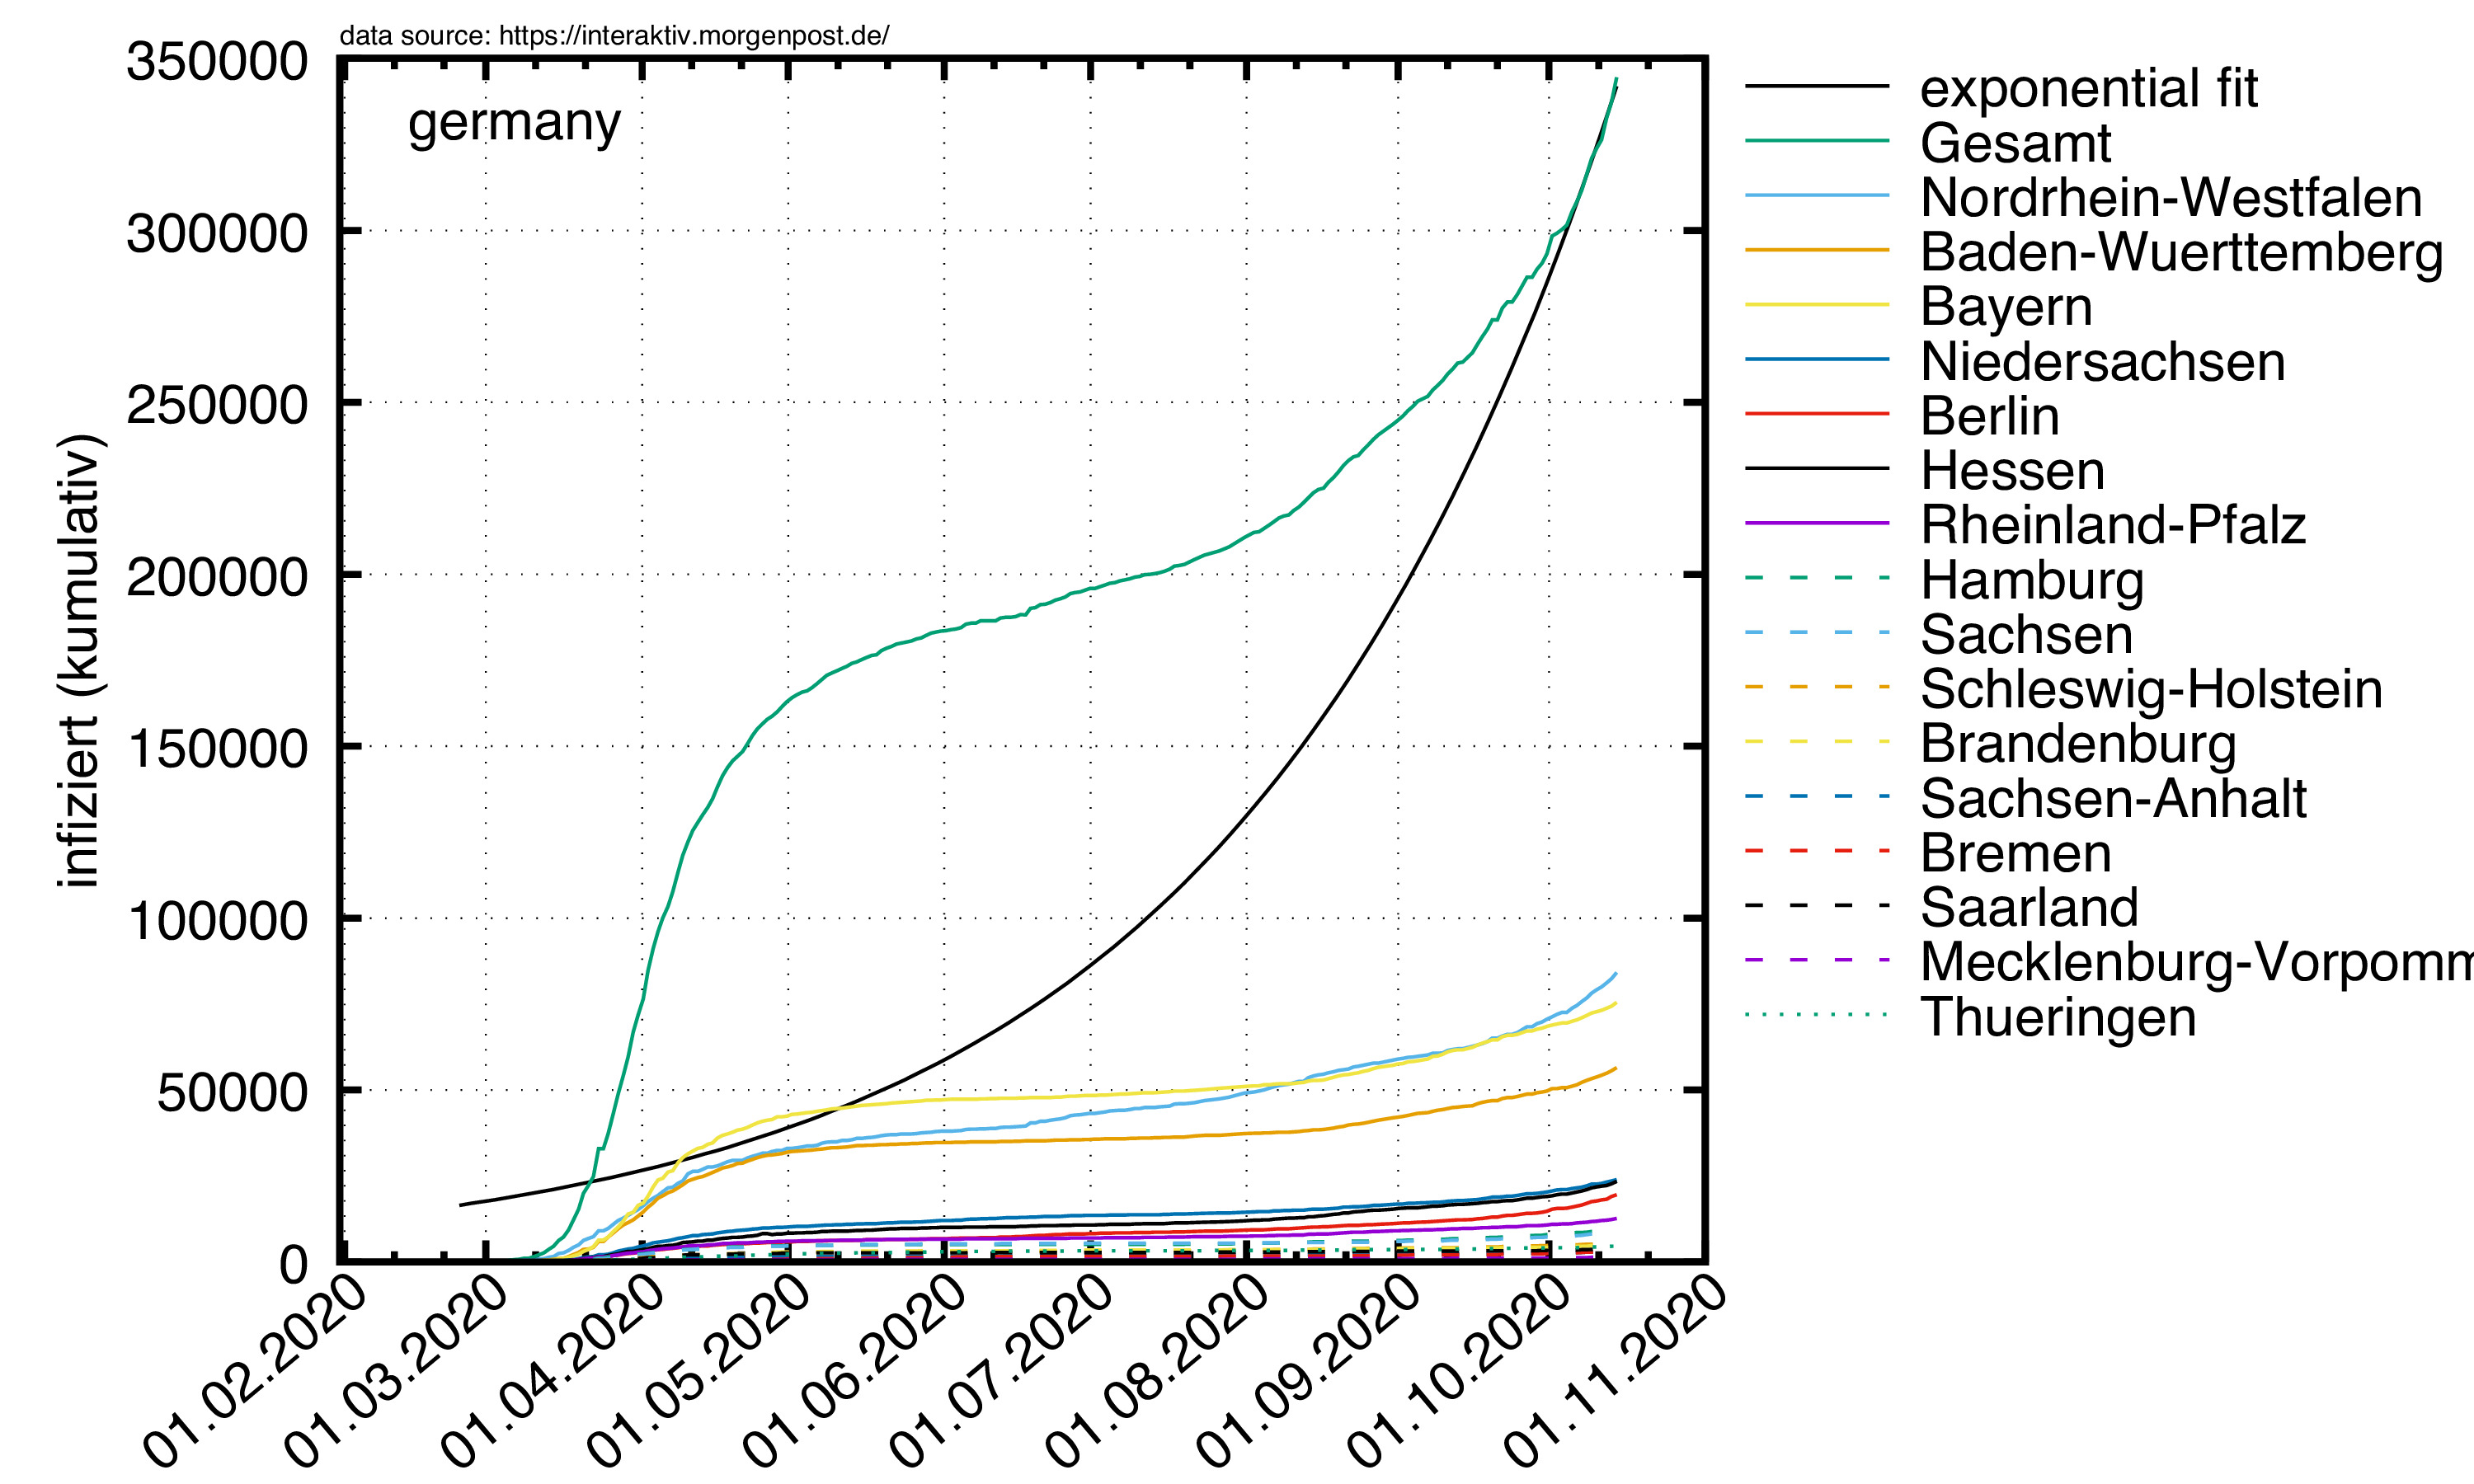 data source: https://interaktiv.morgenpost.de/
350000
300000
250000
200000
150000
100000
50000
0
infiziert (kumulativ)
germany
01.02.2020
01.03.2020
01.04.2020
01.05.2020
01.06.2020
01.07.2020
01.08.2020
01.09.2020
01.10.2020
01.11.2020
exponential fit
Gesamt
Nordrhein-Westfalen
Baden-Wuerttemberg
Bayern
Niedersachsen
Berlin
Hessen
Rheinland-Pfalz
Hamburg
Sachsen
Schleswig-Holstein
Brandenburg
Sachsen-Anhalt
Bremen
Saarland
Mecklenburg-Vorpomm
Thueringen